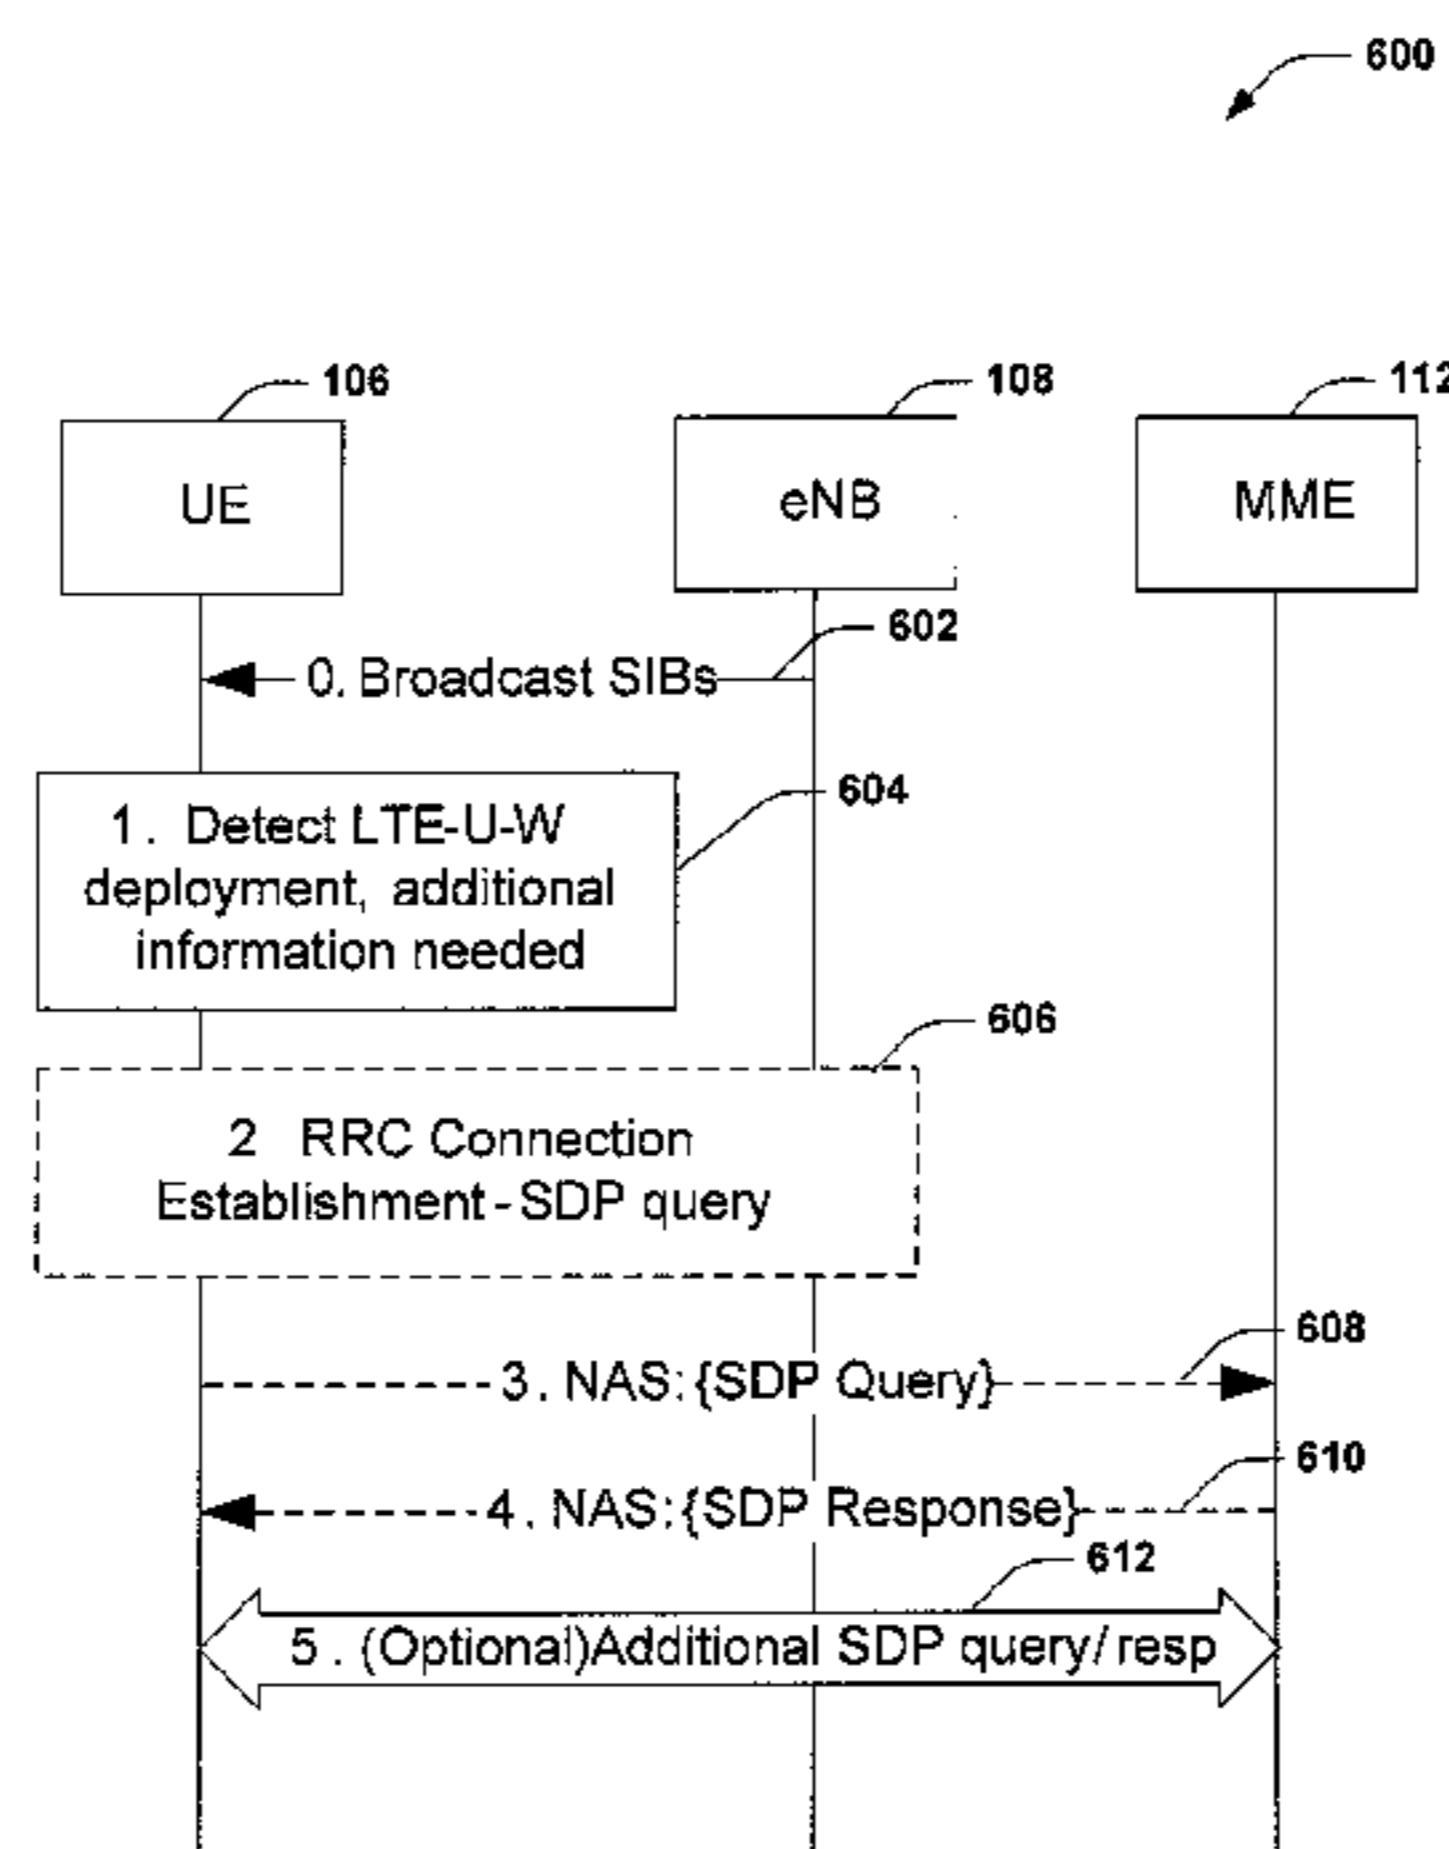 600
106
108
112
UE
eNB
MME
602
0. Broadcast SIBs
604
1. Detect LTE-U-W
deployment, additional
information needed
606
2 RRC Connection
Establishment - SDP query
608
3. NAS:{SDP Query}
610
4. NAS:{SDP Response}
612
5. (Optional)Additional SDP query/resp